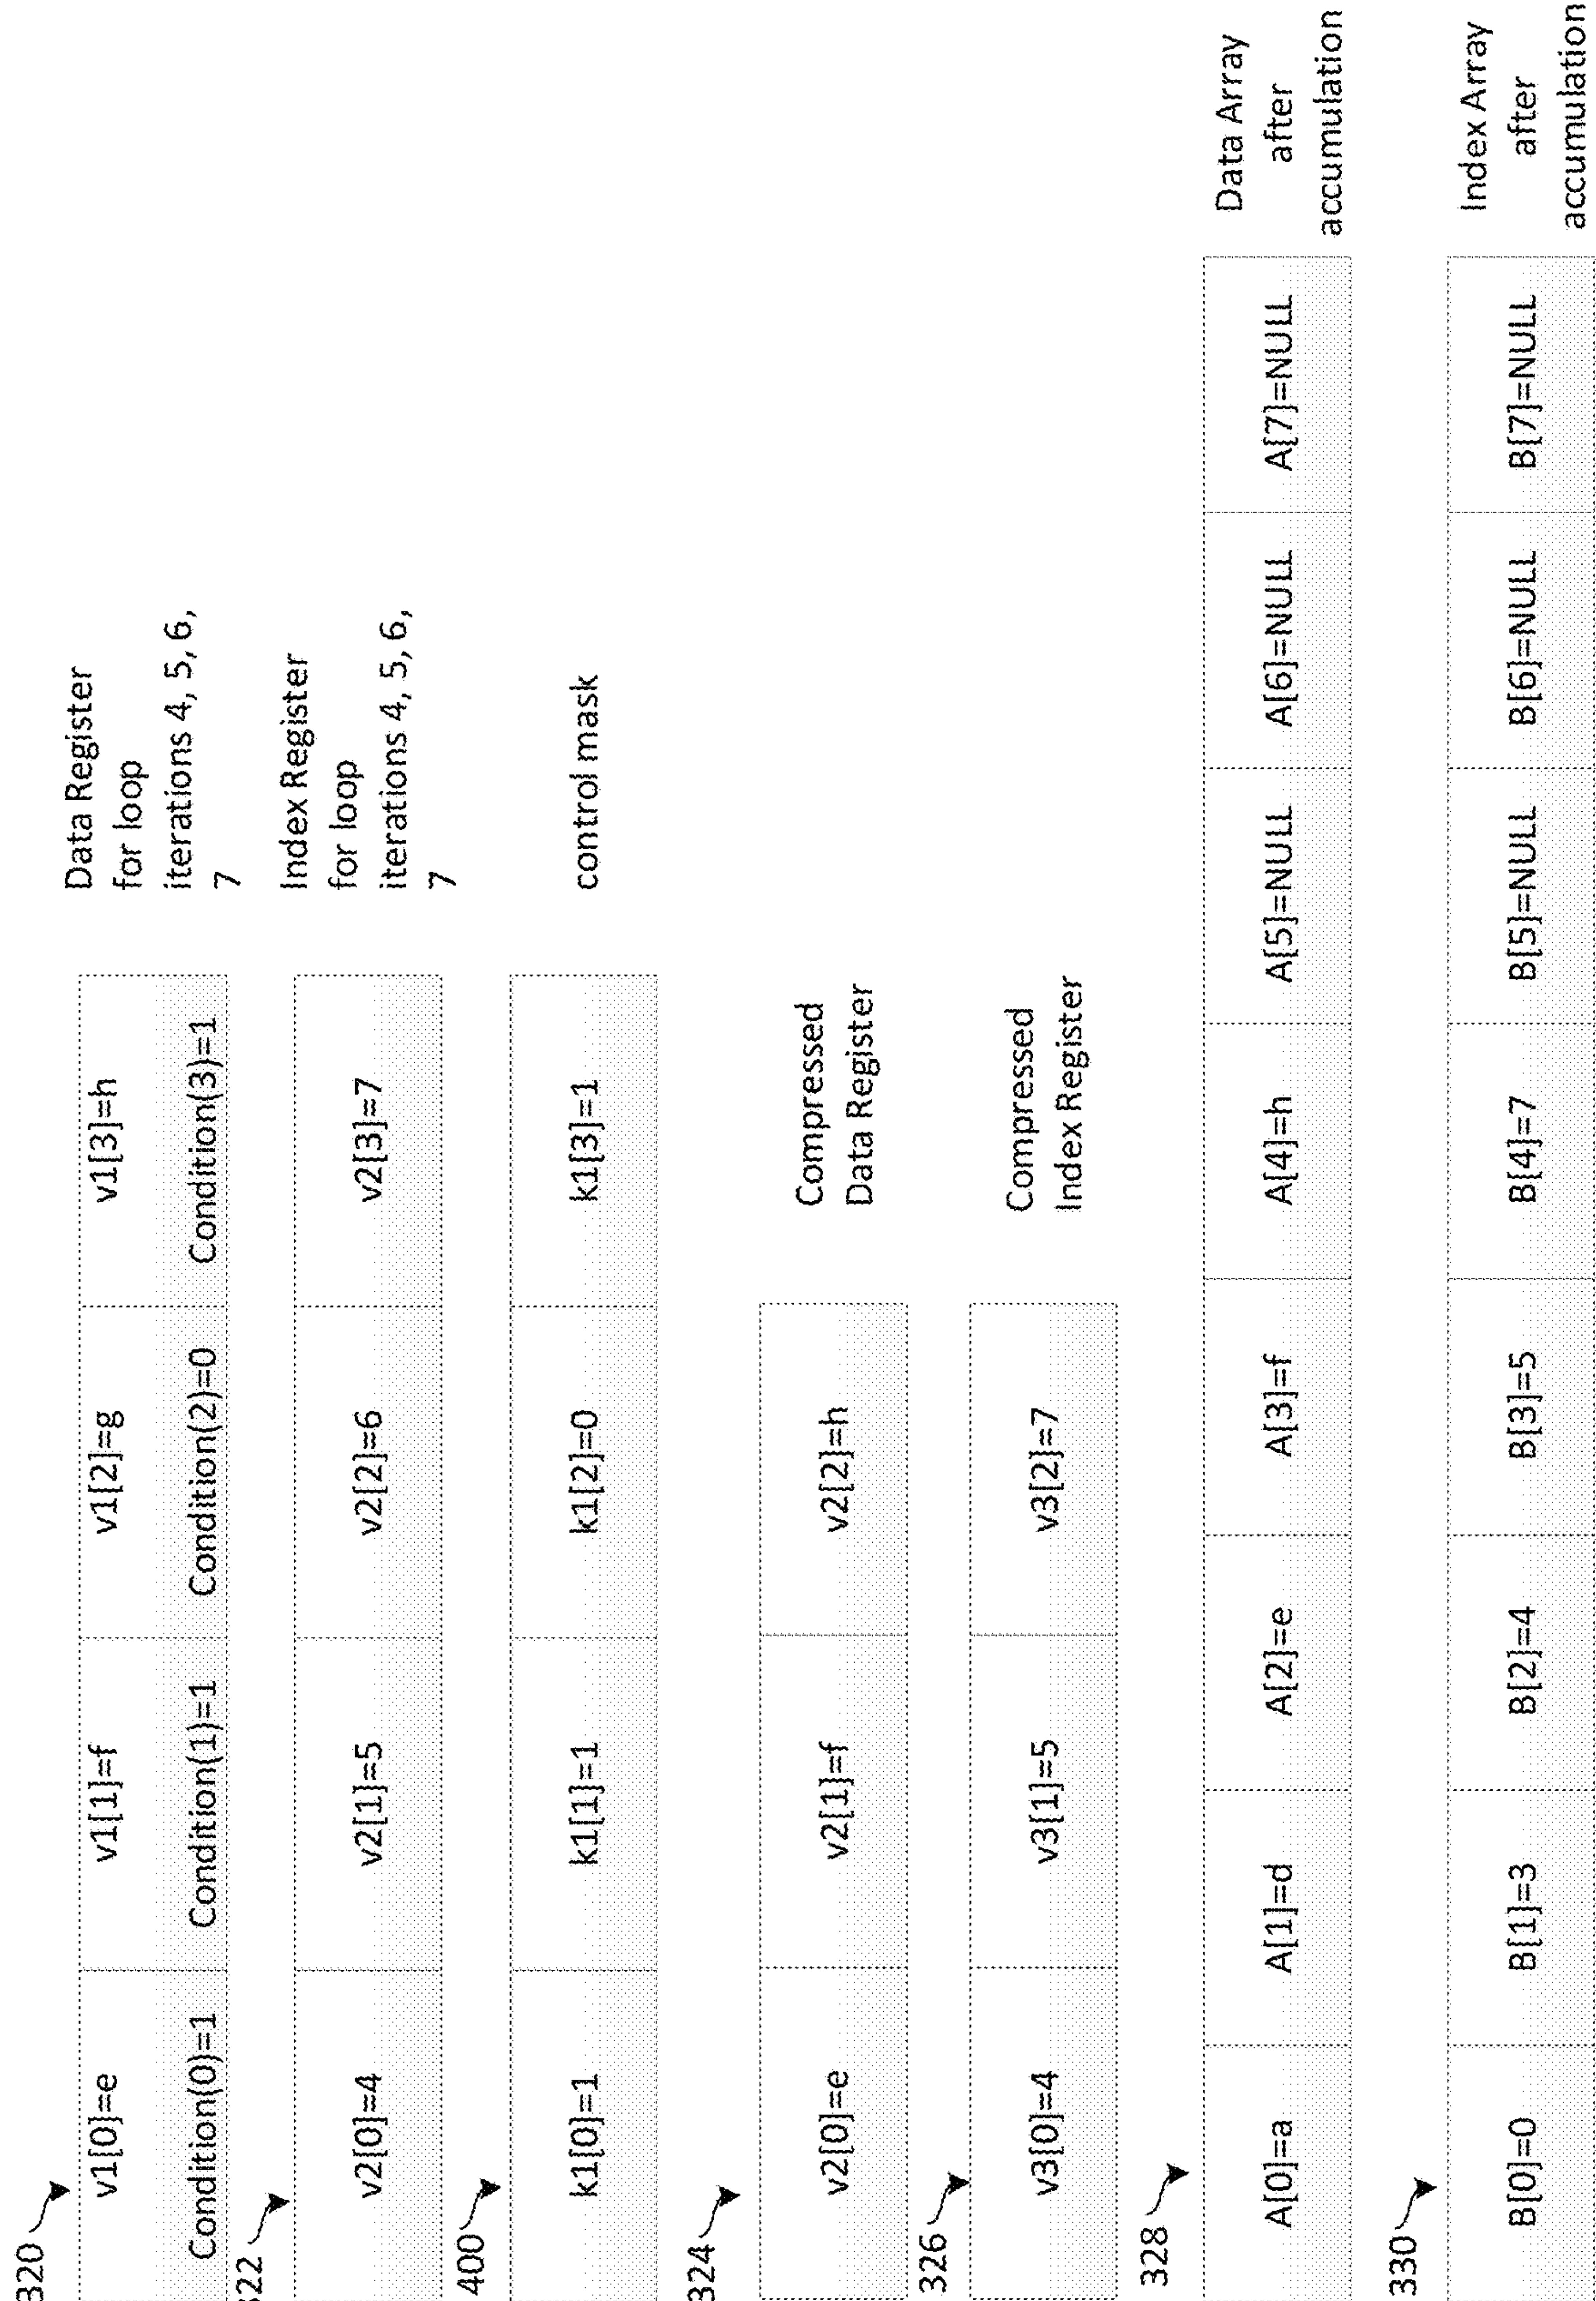 320
v1[0]=e
v1[1]=f
v1[2]=g
v1[3]=h
Condition(0)=1
Condition(1)=1
Condition(2)=0
Condition(3)=1
Data Register
for loop
iterations 4, 5, 6,
7
322
v2[0]=4
v2[1]=5
v2[2]=6
v2[3]=7
Index Register
for loop
iterations 4, 5, 6,
7
400
k1[0]=1
k1[1]=1
k1[2]=0
k1[3]=1
control mask
324
v2[0]=e
v2[1]=f
v2[2]=h
Compressed
Data Register
326
v3[0]=4
v3[1]=5
v3[2]=7
Compressed
Index Register
328
A[0]=a
A[1]=d
A[2]=e
A[3]=f
A[4]=h
A[5]=NULL
A[6]=NULL
A[7]=NULL
Data Array
after
accumulation
330
B[0]=0
B[1]=3
B[2]=4
B[3]=5
B[4]=7
B[5]=NULL
B[6]=NULL
B[7]=NULL
Index Array
after
accumulation